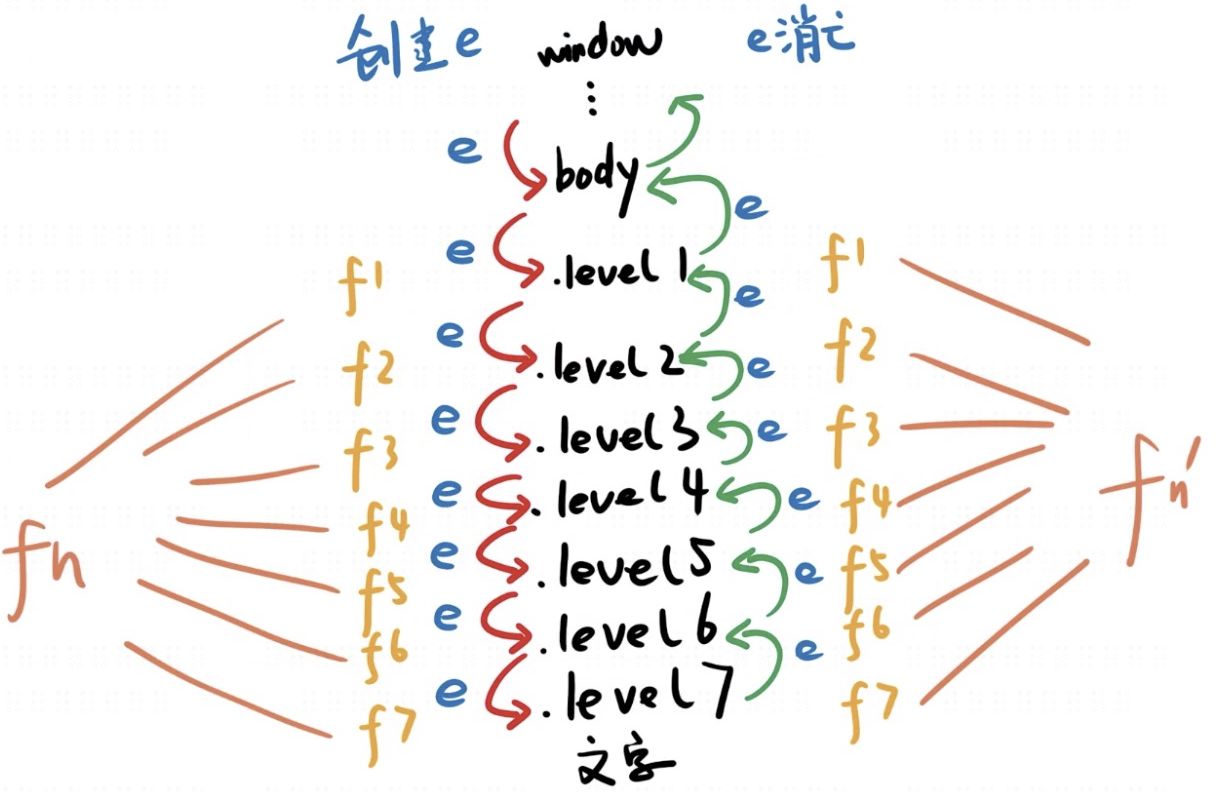 创建e window e消亡
⋮
e body
e .level 1 e
f1 f1
e .level 2 e
f2 f2
e .level 3 e
f3 f3
e .level 4 e
f4 f4
fn fn'
e .level 5 e
f5 f5
e .level 6 e
f6 f6
e .level 7 e
f7 f7
文字